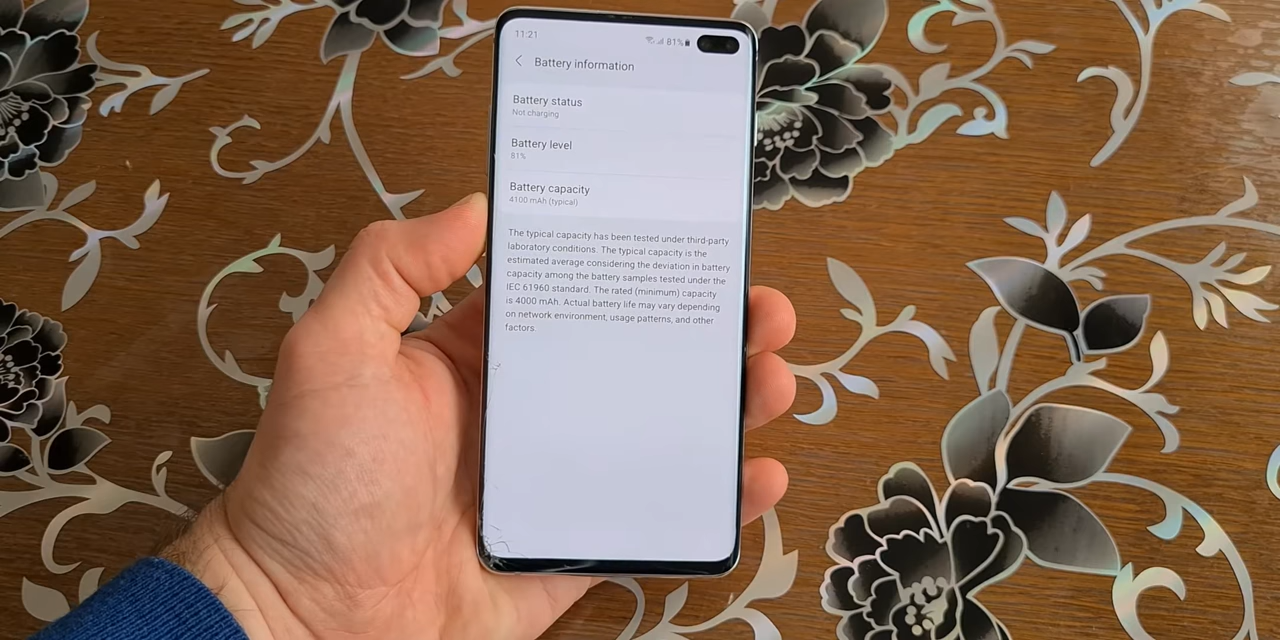 11:21
81%
Battery information
Battery status
Not charging
Battery level
81%
Battery capacity
4100 mAh (typical)
The typical capacity has been tested under third-party
laboratory conditions. The typical capacity is the
estimated average considering the deviation in battery
capacity among the battery samples tested under the
IEC 61960 standard. The rated (minimum) capacity
is 4000 mAh. Actual battery life may vary depending
on network environment, usage patterns, and other
factors.